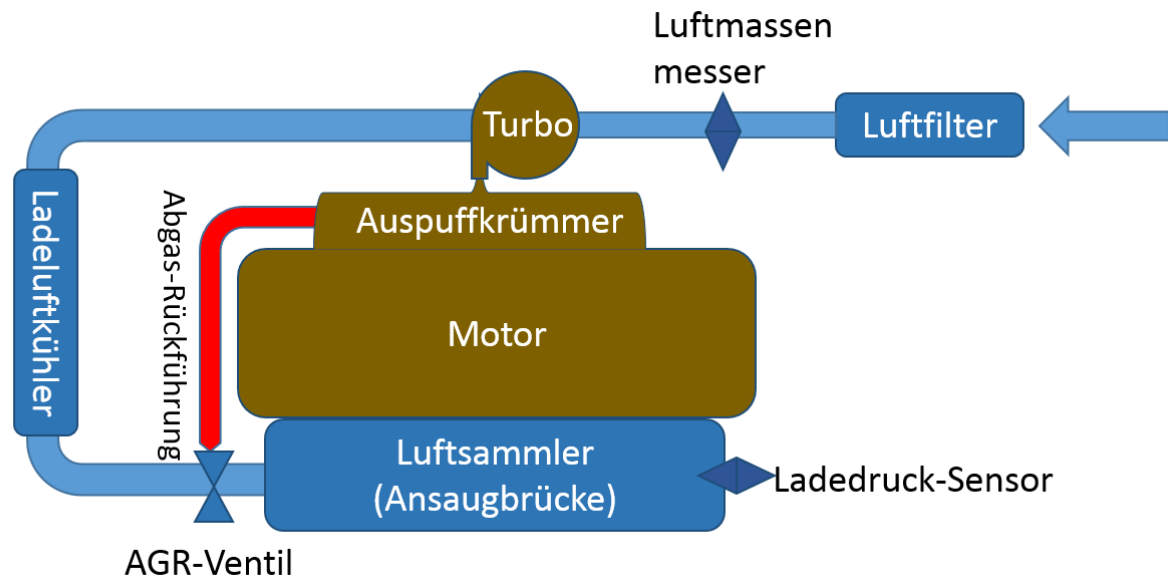 Luftmassen
messer
Turbo
Luftfilter
Ladeluftkühler
Abgas-Rückführung
Auspuffkrümmer
Motor
Luftsammler
(Ansaugbrücke)
Ladedruck-Sensor
AGR-Ventil